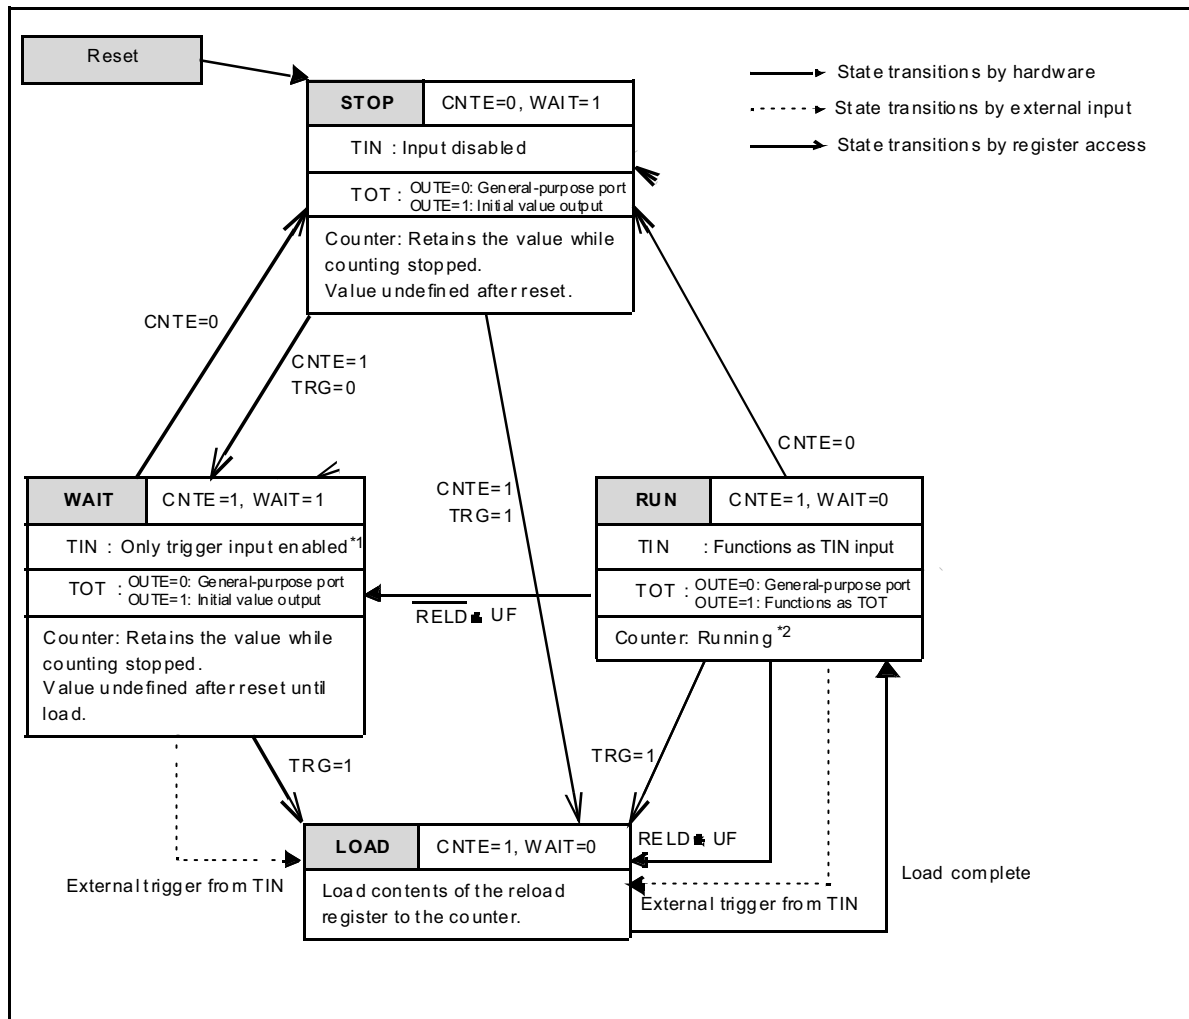 Reset
State transitions by hardware
State transitions by external input
State transitions by register access
STOP CNTE=0, WAIT=1
TIN : Input disabled
TOT : OUTE=0: General-purpose port
OUTE=1: Initial value output
Counter: Retains the value while
counting stopped.
Value undefined after reset.
CNTE=0
CNTE=1
TRG=0
CNTE=1
TRG=1
CNTE=0
WAIT CNTE=1, WAIT=1
TIN : Only trigger input enabled*1
TOT : OUTE=0: General-purpose port
OUTE=1: Initial value output
Counter: Retains the value while
counting stopped.
Value undefined after reset until
load.
RUN CNTE=1, WAIT=0
TIN : Functions as TIN input
TOT : OUTE=0: General-purpose port
OUTE=1: Functions as TOT
Counter: Running *2
RELD UF
TRG=1
TRG=1
RELD UF
External trigger from TIN
External trigger from TIN
Load complete
LOAD CNTE=1, WAIT=0
Load contents of the reload
register to the counter.